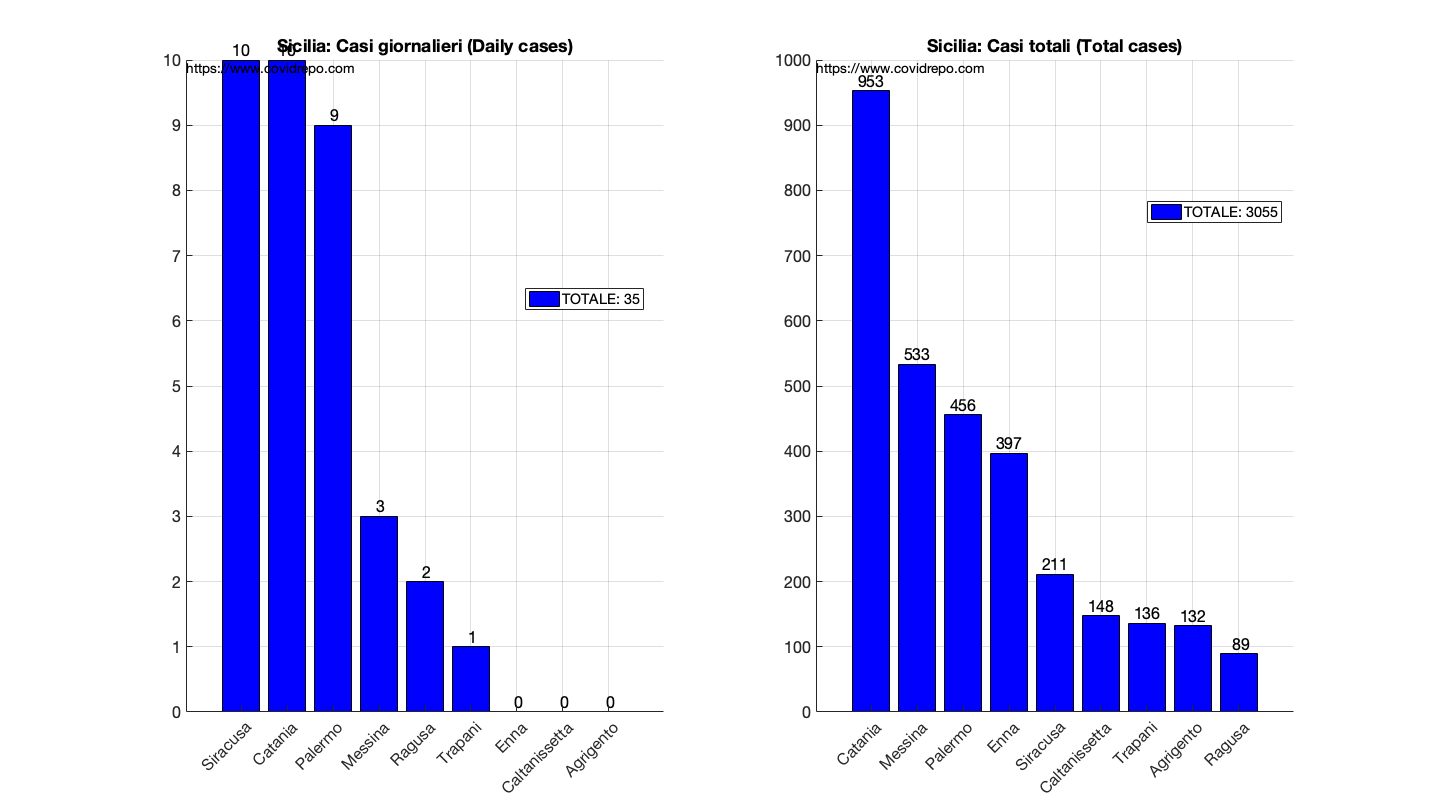 Sicilia: Casi giornalieri (Daily cases)
https://www.covidrepo.com
10
9
8
7
6
5
4
3
2
1
0
10
10
9
3
2
1
0
0
0
TOTALE: 35
Siracusa
Catania
Palermo
Messina
Ragusa
Trapani
Enna
Caltanissetta
Agrigento
Sicilia: Casi totali (Total cases)
https://www.covidrepo.com
1000
900
800
700
600
500
400
300
200
100
0
953
533
456
397
211
148
136
132
89
TOTALE: 3055
Catania
Messina
Palermo
Enna
Siracusa
Caltanissetta
Trapani
Agrigento
Ragusa